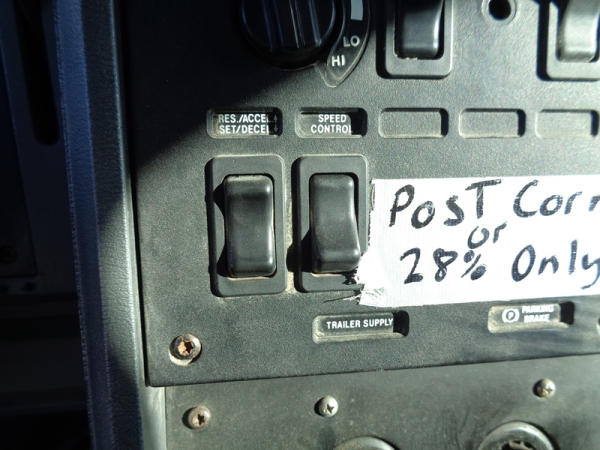 LO
HI
RES./ACCEL
SET/DECEL
SPEED
CONTROL
POST Corn
or
28% Only
TRAILER SUPPLY
P PARKING
BRAKE